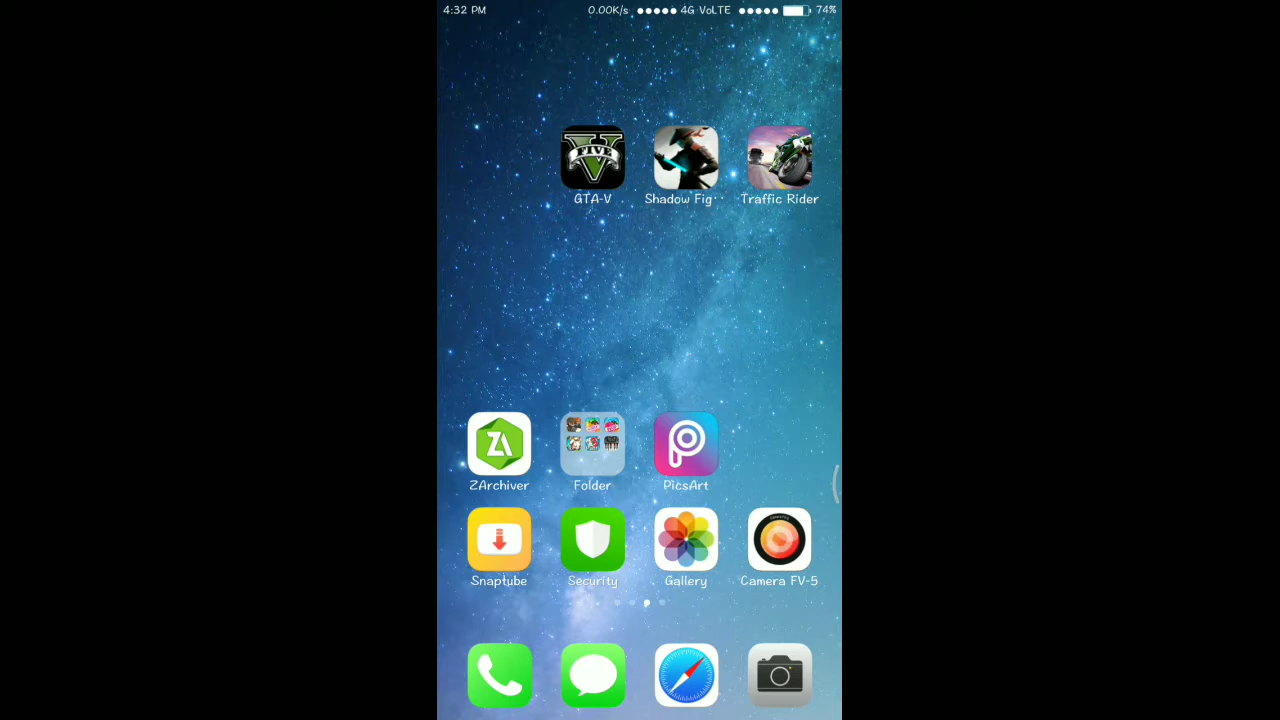 4:32 PM 0.00K/s 4G VoLTE 74%
FIVE
GTA-V Shadow Fig·· Traffic Rider
ZArchiver Folder PicsArt
Snaptube Security Gallery Camera FV-5